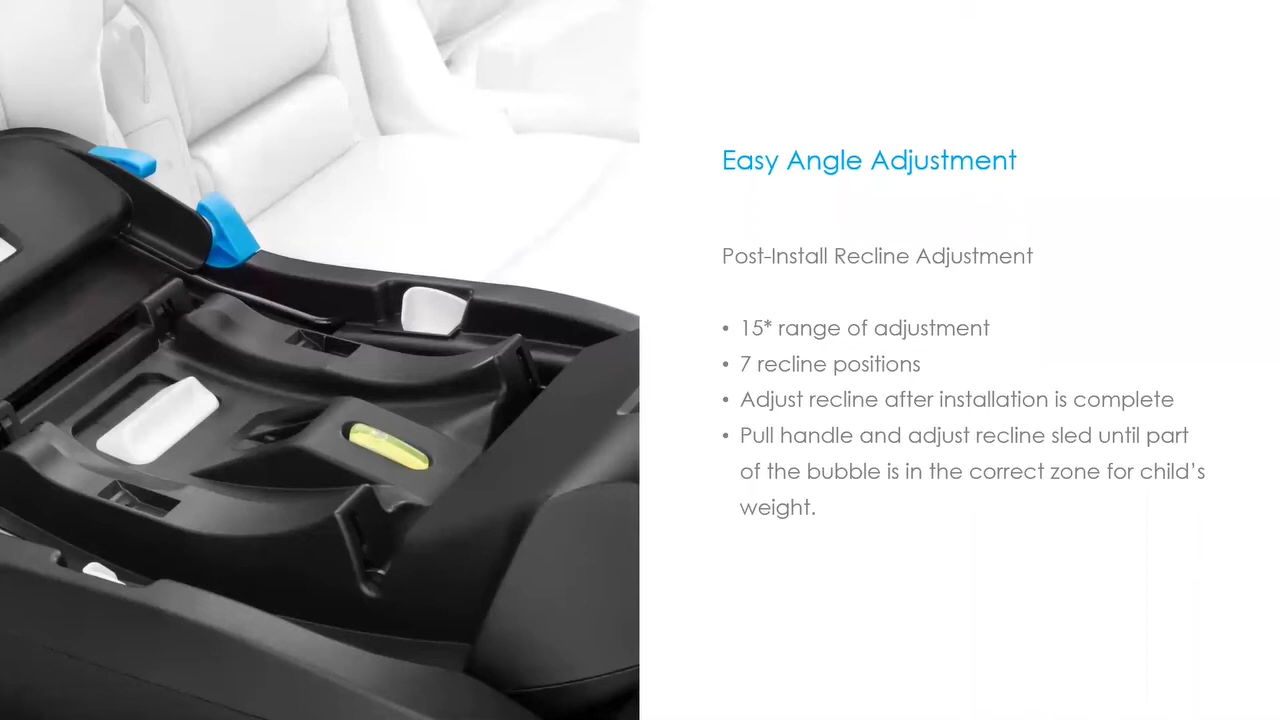 Easy Angle Adjustment
Post-Install Recline Adjustment
• 15* range of adjustment
• 7 recline positions
• Adjust recline after installation is complete
• Pull handle and adjust recline sled until part
of the bubble is in the correct zone for child’s
weight.